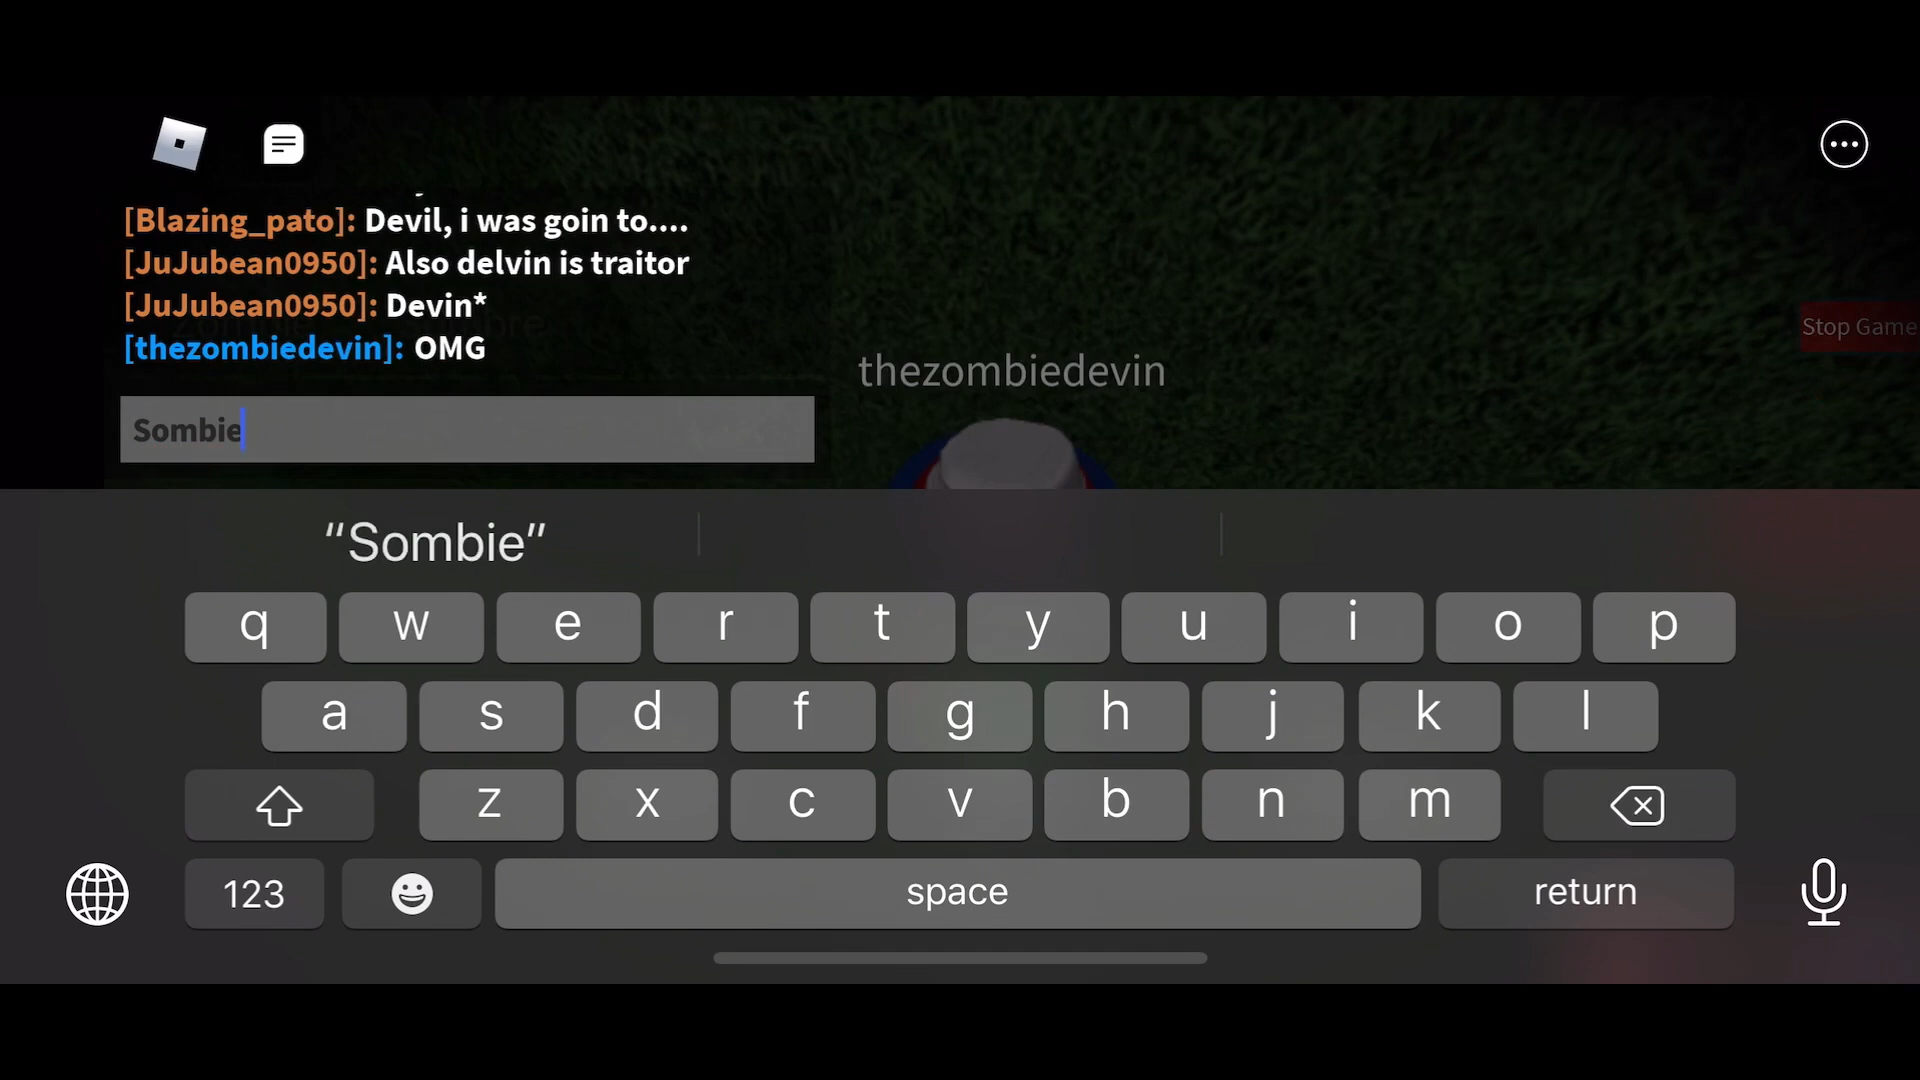 [Blazing_pato]: Devil, i was goin to....
[JuJubean0950]: Also delvin is traitor
[JuJubean0950]: Devin*
[thezombiedevin]: OMG
Stop Game
thezombiedevin
Sombie
“Sombie”
q w e r t y u i o p
a s d f g h j k l
z x c v b n m
123 space return